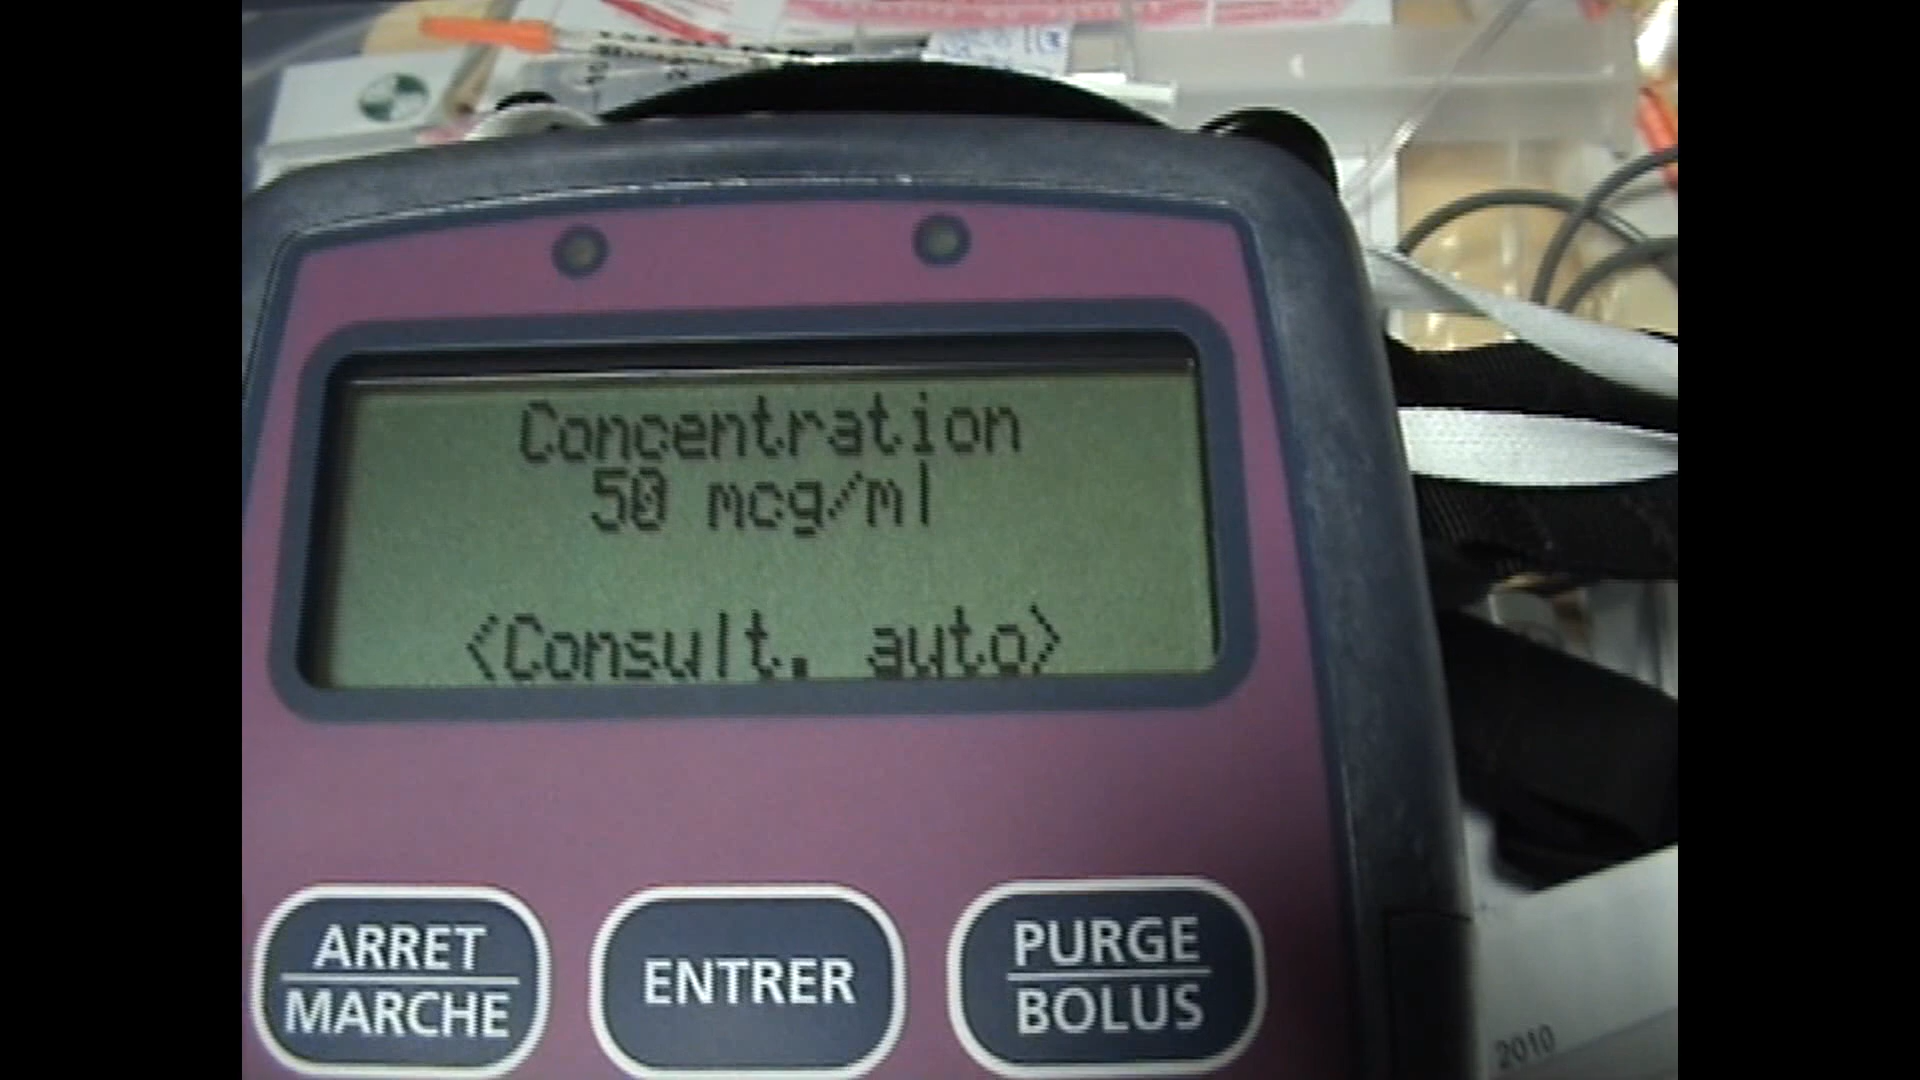 Concentration
50 mcg/ml
<Consult. auto>
ARRET
MARCHE
ENTRER
PURGE
BOLUS
2010